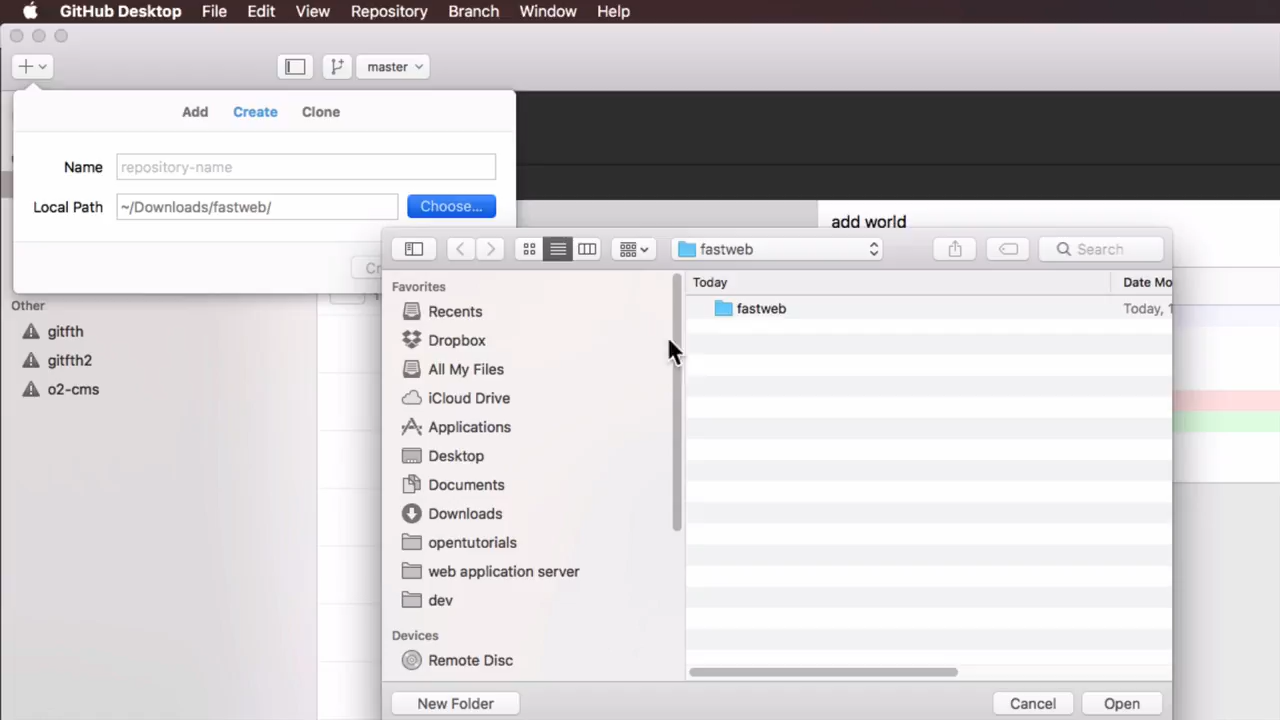 GitHub Desktop File Edit View Repository Branch Window Help
master
Add Create Clone
Name repository-name
Local Path ~/Downloads/fastweb/ Choose...
add world
fastweb Search
Cr
Favorites
Today Date Mo
Recents
fastweb Today, 1
Dropbox
All My Files
iCloud Drive
Applications
Desktop
Documents
Downloads
opentutorials
web application server
dev
Devices
Remote Disc
Other
gitfth
gitfth2
o2-cms
New Folder Cancel Open